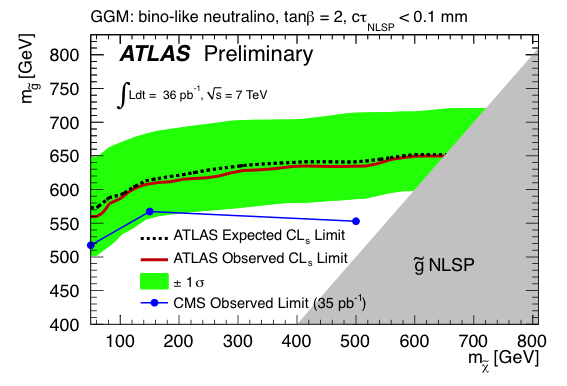 GGM: bino-like neutralino, tanβ = 2, cτ_NLSP < 0.1 mm
m_g̃ [GeV]
800
750
700
650
600
550
500
450
400
ATLAS Preliminary
∫Ldt = 36 pb⁻¹, √s = 7 TeV
ATLAS Expected CL_s Limit
ATLAS Observed CL_s Limit
± 1σ
CMS Observed Limit (35 pb⁻¹)
g̃ NLSP
100 200 300 400 500 600 700 800
m_χ̃ [GeV]